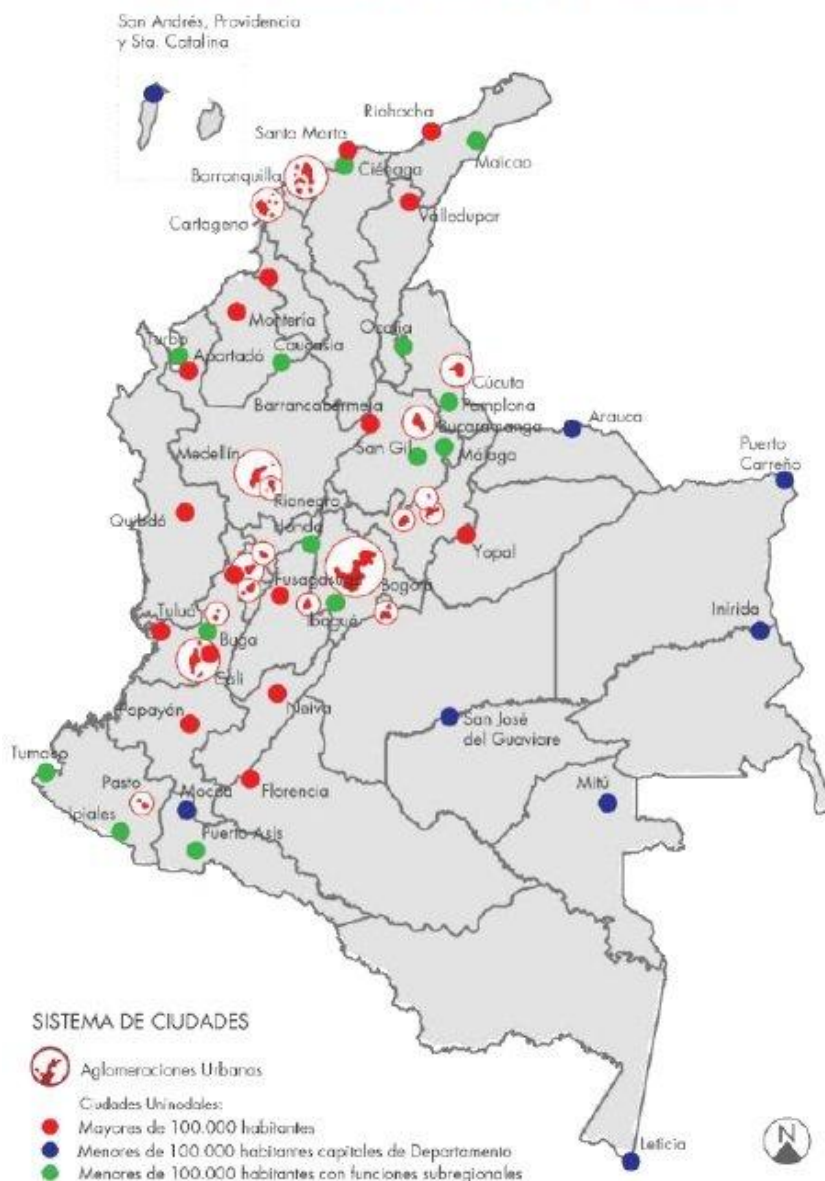 San Andrés, Providencia
y Sta. Catalina
Riohacha
Santa Marta
Maicao
Ciénaga
Barranquilla
Valledupar
Cartagena
Montería
Ocaña
Turbo
Apartadó
Caucasia
Cúcuta
Pamplona
Barrancabermeja
Arauca
Bucaramanga
San Gil
Málaga
Puerto
Carreño
Medellín
Rionegro
Quibdó
Honda
Yopal
Bogotá
Fusagasugá
Ibagué
Tuluá
Buga
Inirida
Cali
Neiva
Popayán
San José
del Guaviare
Tumaco
Pasto
Mocoa
Florencia
Mitú
Ipiales
Puerto Asís
SISTEMA DE CIUDADES
Aglomeraciones Urbanas
Ciudades Uninodales:
Mayores de 100.000 habitantes
Menores de 100.000 habitantes capitales de Departamento
Menores de 100.000 habitantes con funciones subregionales
Leticia
N